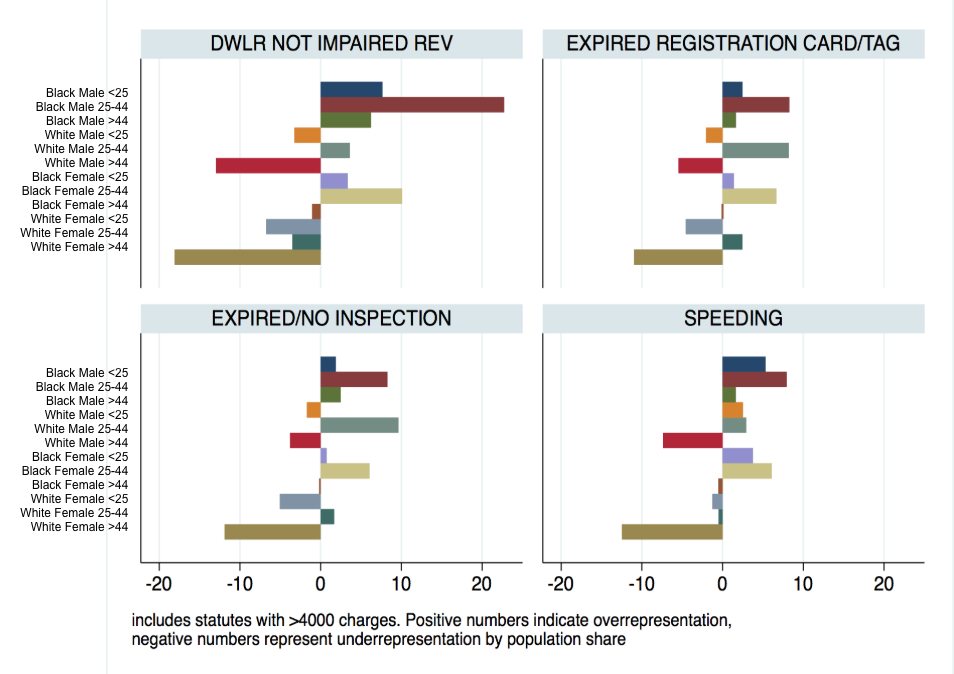 DWLR NOT IMPAIRED REV
EXPIRED REGISTRATION CARD/TAG
Black Male <25
Black Male 25-44
Black Male >44
White Male <25
White Male 25-44
White Male >44
Black Female <25
Black Female 25-44
Black Female >44
White Female <25
White Female 25-44
White Female >44
EXPIRED/NO INSPECTION
SPEEDING
Black Male <25
Black Male 25-44
Black Male >44
White Male <25
White Male 25-44
White Male >44
Black Female <25
Black Female 25-44
Black Female >44
White Female <25
White Female 25-44
White Female >44
-20 -10 0 10 20
-20 -10 0 10 20
includes statutes with >4000 charges. Positive numbers indicate overrepresentation,
negative numbers represent underrepresentation by population share